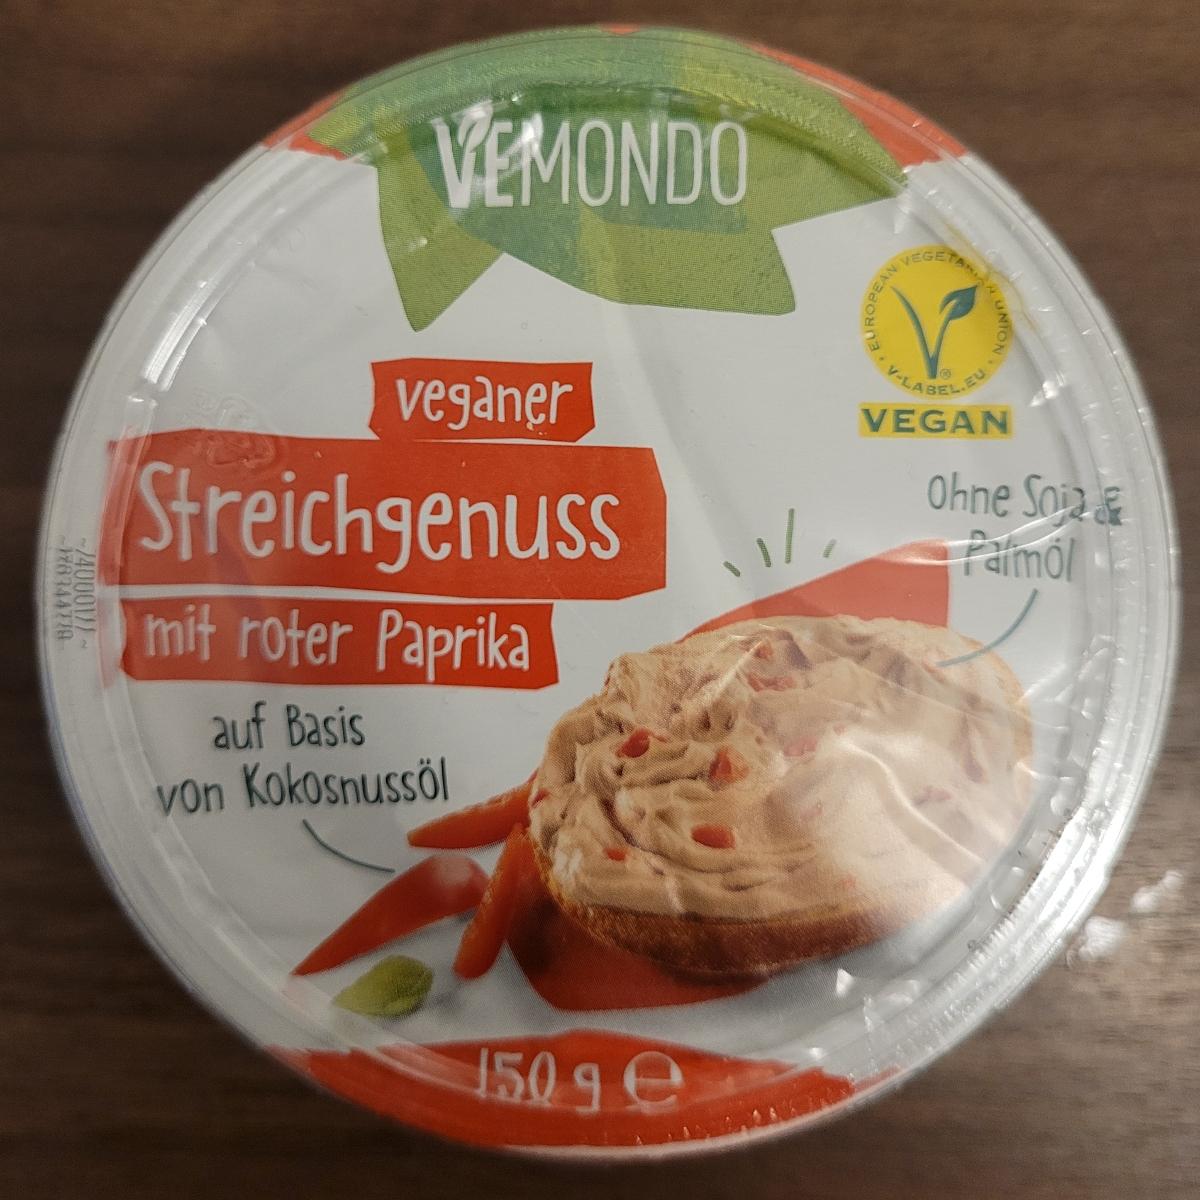 VEMONDO
EUROPEAN VEGETARIAN UNION
V-LABEL.EU
®
VEGAN
veganer
Streichgenuss
mit roter Paprika
Ohne Soja &
Palmöl
auf Basis
von Kokosnussöl
150 g ℮